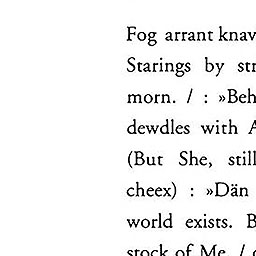 Fog arrant knav
Starings by str
morn. / : »Beh
dewdles with A
(But She, still
cheex) : »Dän
world exists. B
stock of Me. /